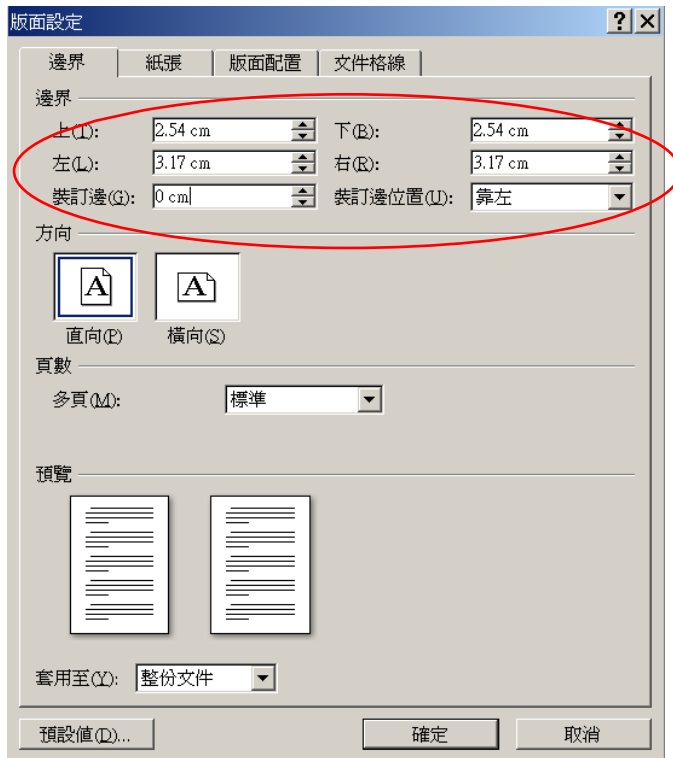 版面設定
邊界 紙張 版面配置 文件格線
邊界
上(T): 2.54 cm 下(B): 2.54 cm
左(L): 3.17 cm 右(R): 3.17 cm
裝訂邊(G): 0 cm 裝訂邊位置(U): 靠左
方向
A A
直向(P) 橫向(S)
頁數
多頁(M): 標準
預覽
套用至(Y): 整份文件
預設值(D)... 確定 取消